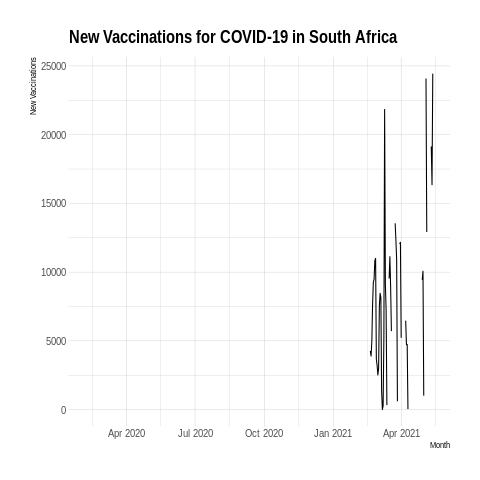 New Vaccinations for COVID-19 in South Africa
New Vaccinations
25000
20000
15000
10000
5000
0
Apr 2020 Jul 2020 Oct 2020 Jan 2021 Apr 2021
Month